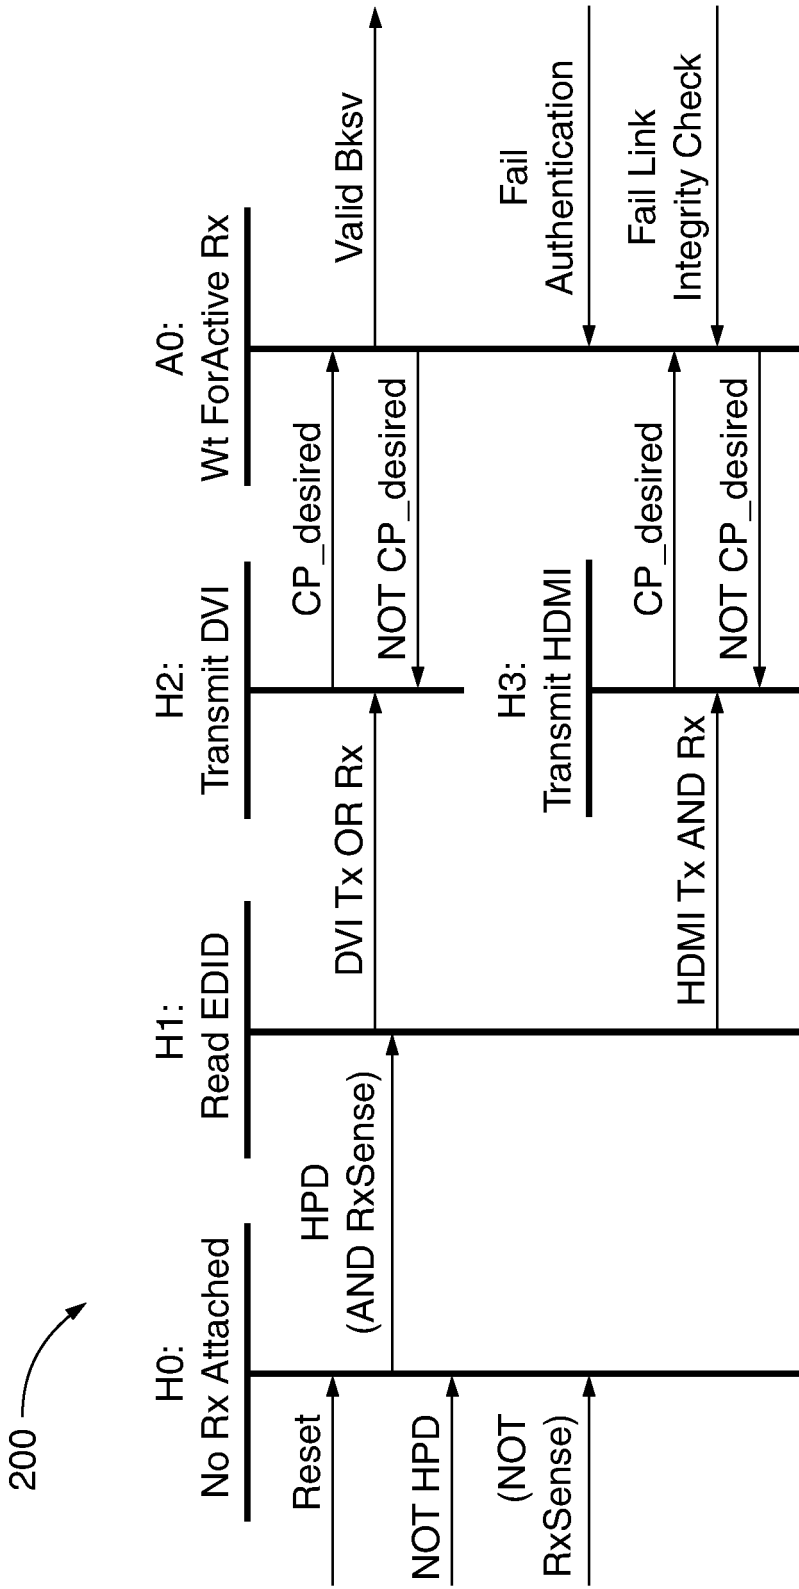 200
H0:
No Rx Attached
Reset
NOT HPD
(NOT
RxSense)
HPD
(AND RxSense)
H1:
Read EDID
DVI Tx OR Rx
HDMI Tx AND Rx
H2:
Transmit DVI
CP_desired
NOT CP_desired
H3:
Transmit HDMI
CP_desired
NOT CP_desired
A0:
Wt ForActive Rx
Valid Bksv
Fail
Authentication
Fail Link
Integrity Check